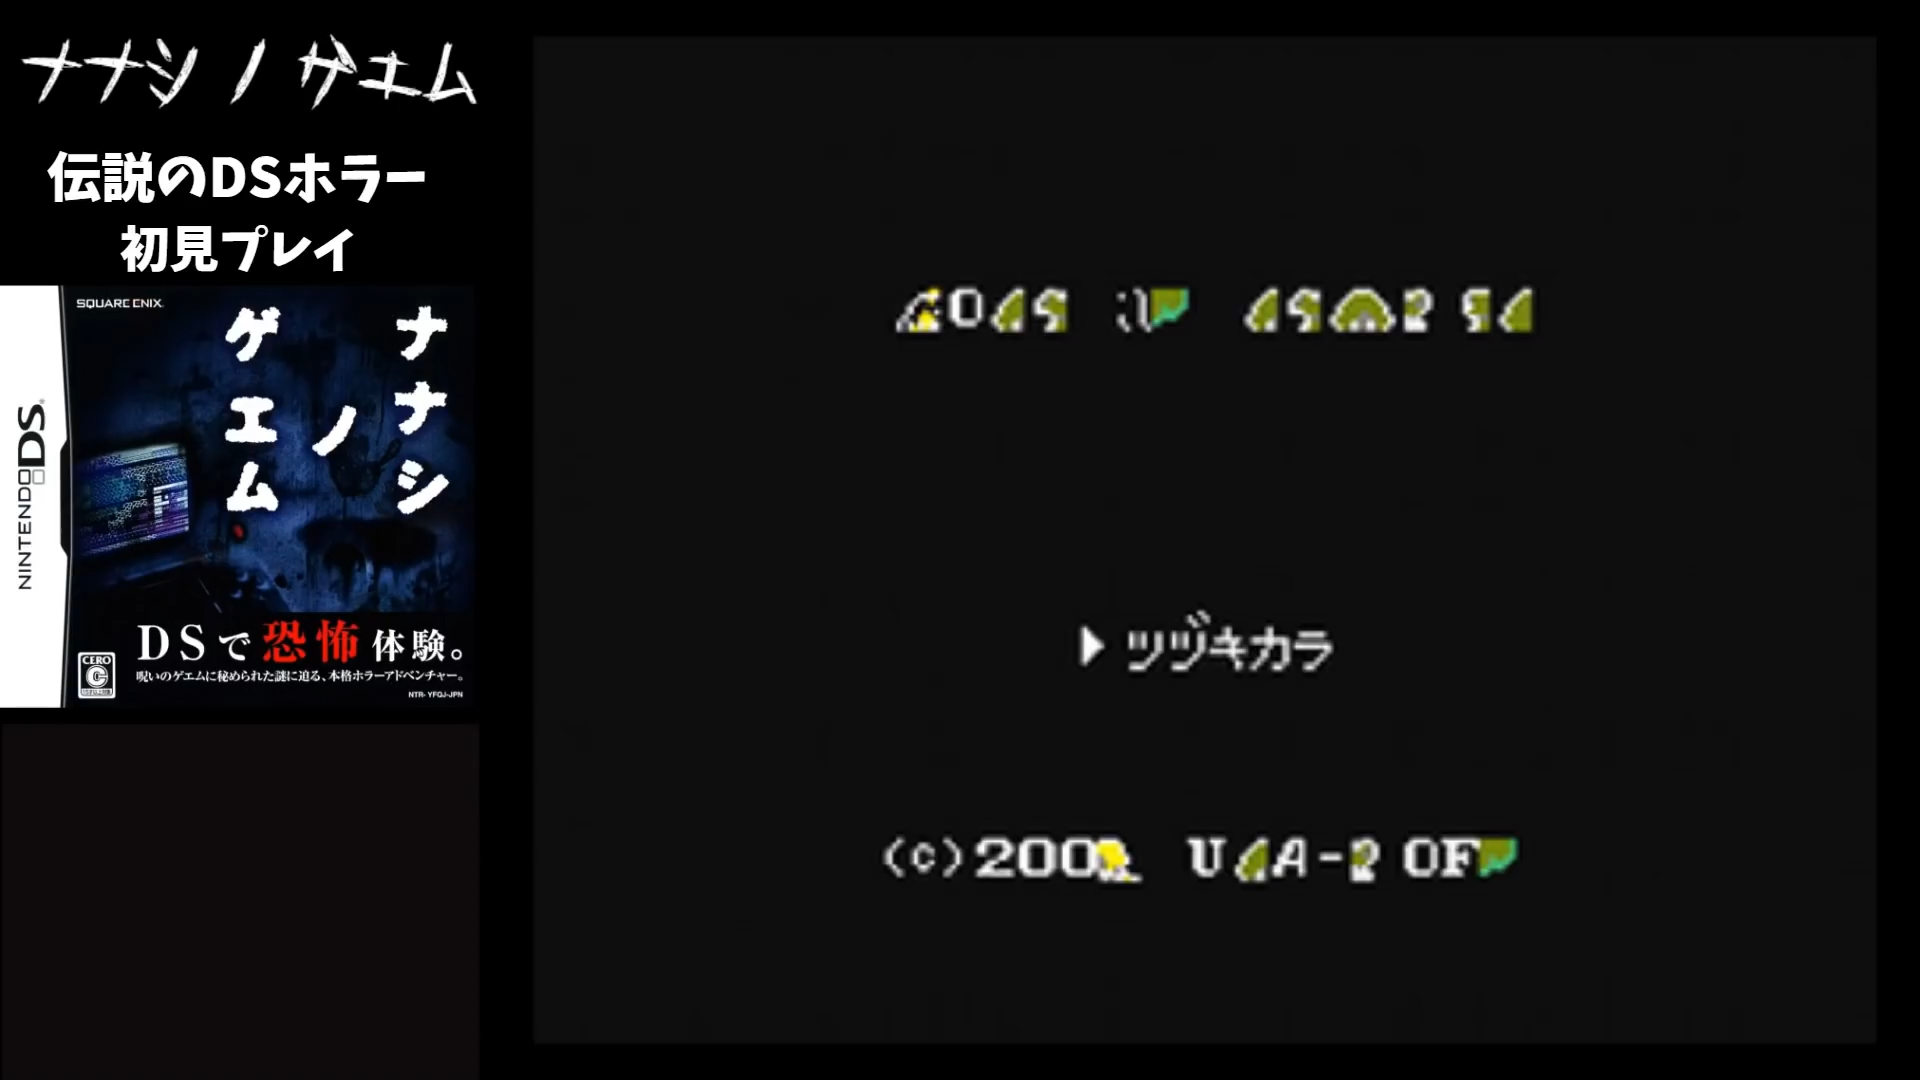 ナナシ ノ ゲエム
伝説のDSホラー
初見プレイ
SQUARE ENIX
ナナシ
ノ
ゲエム
NINTENDO DS
DSで恐怖体験。
呪いのゲエムに秘められた謎に迫る、本格ホラーアドベンチャー。
CERO
C
NTR-YFQJ-JPN
▶ ツヅキカラ
(c)200